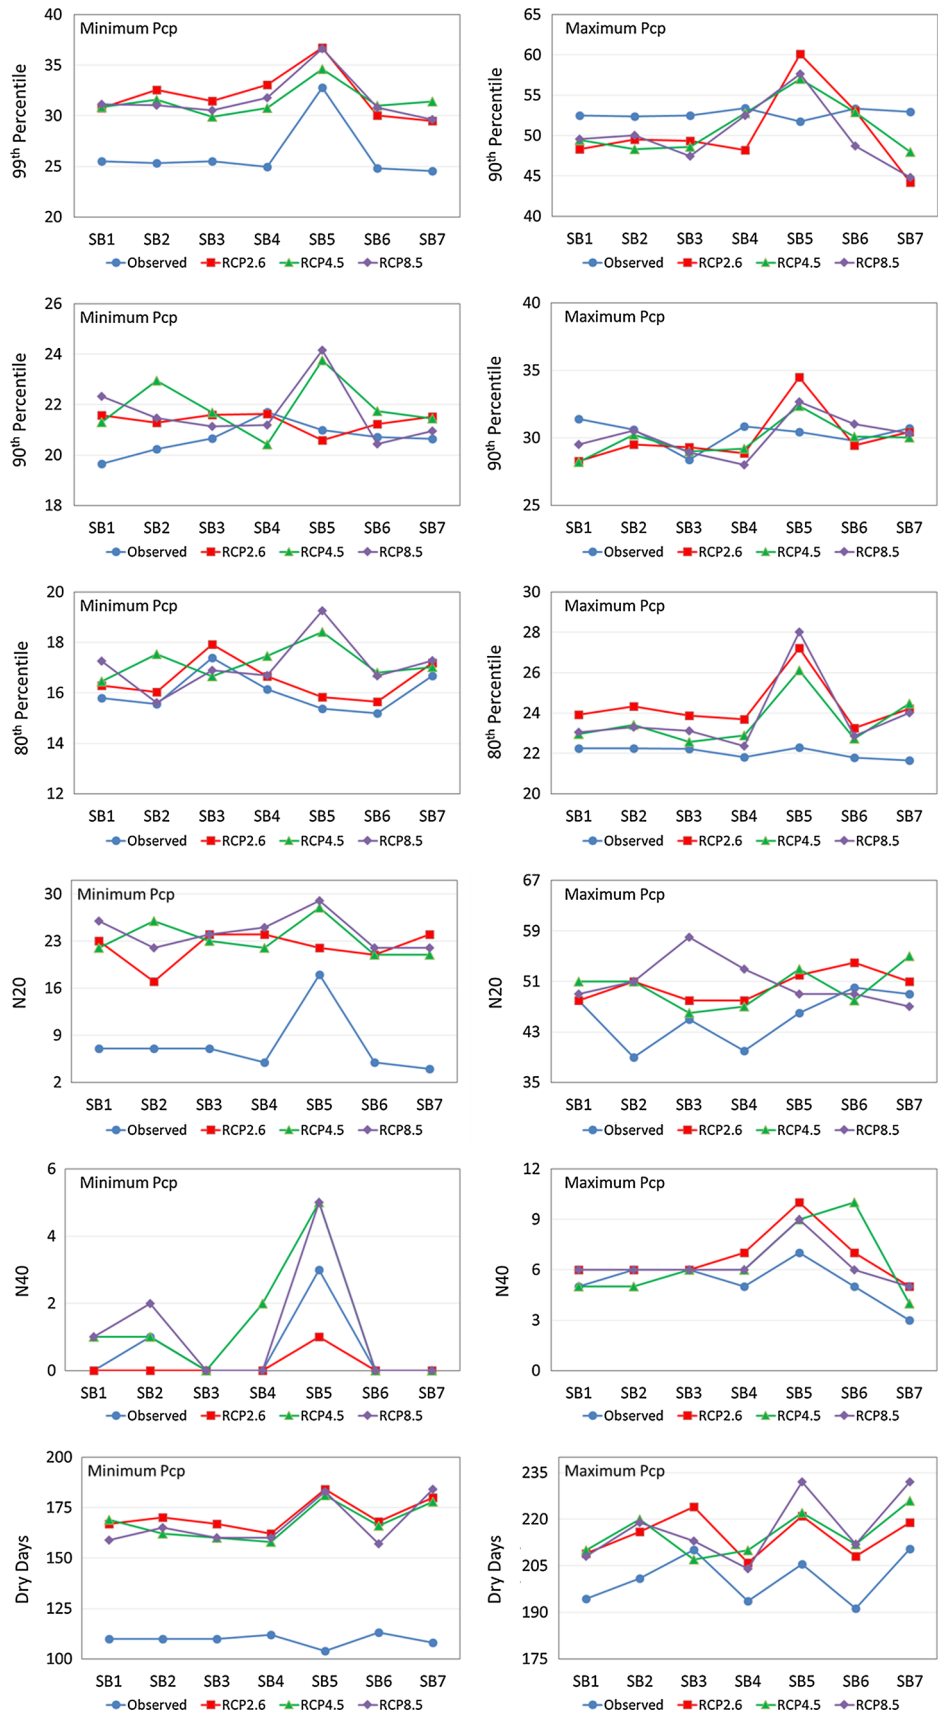 Minimum Pcp
99th Percentile
40
35
30
25
20
SB1 SB2 SB3 SB4 SB5 SB6 SB7
Observed RCP2.6 RCP4.5 RCP8.5
Maximum Pcp
90th Percentile
65
60
55
50
45
40
SB1 SB2 SB3 SB4 SB5 SB6 SB7
Observed RCP2.6 RCP4.5 RCP8.5
Minimum Pcp
90th Percentile
26
24
22
20
18
SB1 SB2 SB3 SB4 SB5 SB6 SB7
Observed RCP2.6 RCP4.5 RCP8.5
Maximum Pcp
90th Percentile
40
35
30
25
SB1 SB2 SB3 SB4 SB5 SB6 SB7
Observed RCP2.6 RCP4.5 RCP8.5
Minimum Pcp
80th Percentile
20
18
16
14
12
SB1 SB2 SB3 SB4 SB5 SB6 SB7
Observed RCP2.6 RCP4.5 RCP8.5
Maximum Pcp
80th Percentile
30
28
26
24
22
20
SB1 SB2 SB3 SB4 SB5 SB6 SB7
Observed RCP2.6 RCP4.5 RCP8.5
Minimum Pcp
N20
30
23
16
9
2
SB1 SB2 SB3 SB4 SB5 SB6 SB7
Observed RCP2.6 RCP4.5 RCP8.5
Maximum Pcp
N20
67
59
51
43
35
SB1 SB2 SB3 SB4 SB5 SB6 SB7
Observed RCP2.6 RCP4.5 RCP8.5
Minimum Pcp
N40
6
4
2
0
SB1 SB2 SB3 SB4 SB5 SB6 SB7
Observed RCP2.6 RCP4.5 RCP8.5
Maximum Pcp
N40
12
9
6
3
0
SB1 SB2 SB3 SB4 SB5 SB6 SB7
Observed RCP2.6 RCP4.5 RCP8.5
Minimum Pcp
Dry Days
200
175
150
125
100
SB1 SB2 SB3 SB4 SB5 SB6 SB7
Observed RCP2.6 RCP4.5 RCP8.5
Maximum Pcp
Dry Days
235
220
205
190
175
SB1 SB2 SB3 SB4 SB5 SB6 SB7
Observed RCP2.6 RCP4.5 RCP8.5